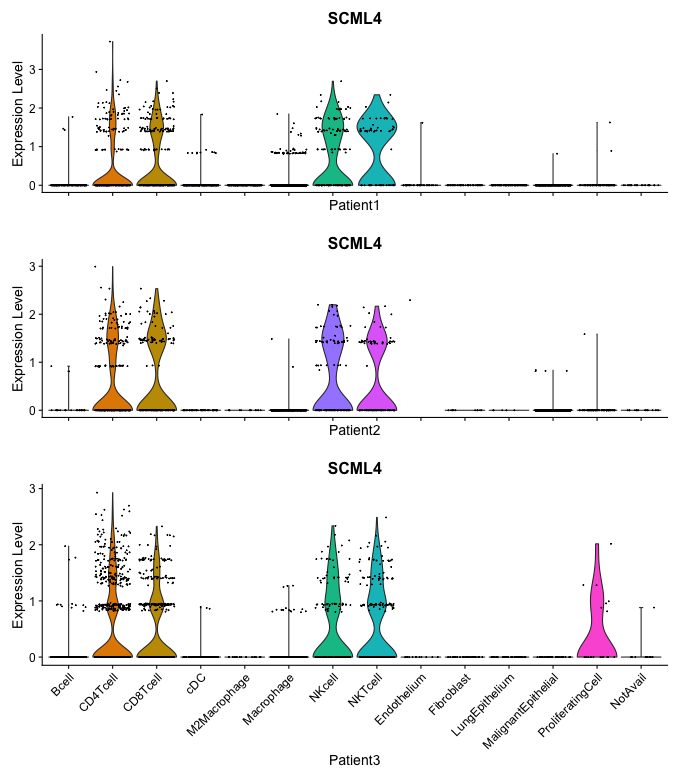 SCML4
Expression Level
3
2
1
0
Patient1
SCML4
Expression Level
3
2
1
0
Patient2
SCML4
Expression Level
3
2
1
0
Bcell
CD4Tcell
CD8Tcell
cDC
M2Macrophage
Macrophage
NKcell
NKTcell
Endothelium
Fibroblast
LungEpithelium
MalignantEpithelial
ProliferatingCell
NotAvail
Patient3